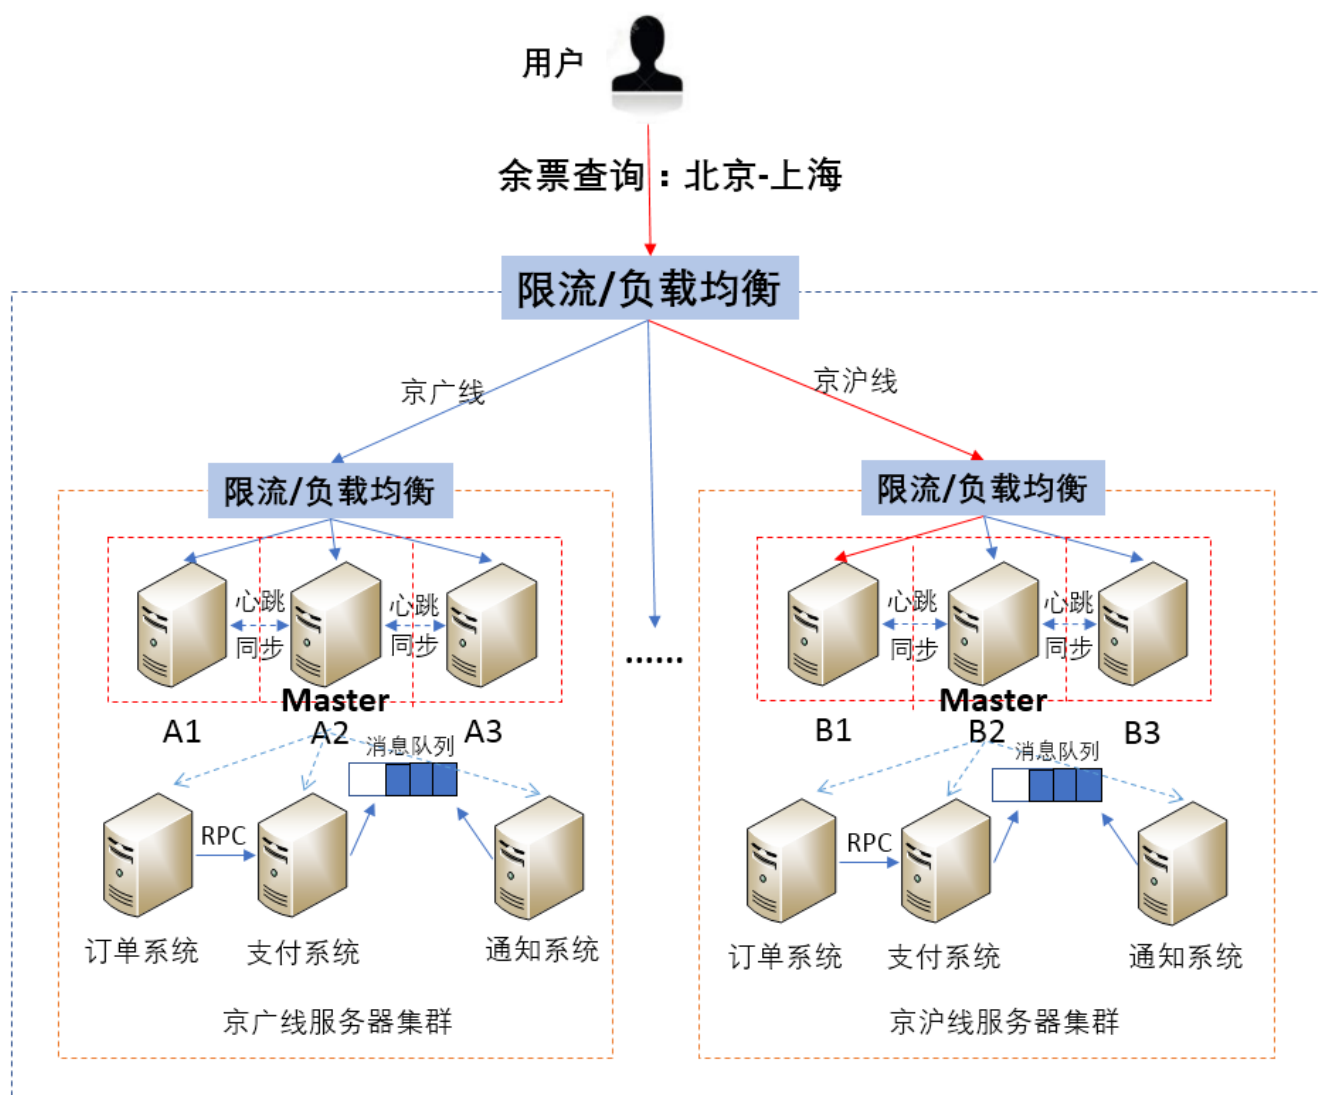 用户
余票查询：北京-上海
限流/负载均衡
京广线
京沪线
限流/负载均衡
限流/负载均衡
心跳
同步
心跳
同步
心跳
同步
心跳
同步
......
Master
Master
A1
A2
A3
B1
B2
B3
消息队列
消息队列
RPC
RPC
订单系统
支付系统
通知系统
订单系统
支付系统
通知系统
京广线服务器集群
京沪线服务器集群